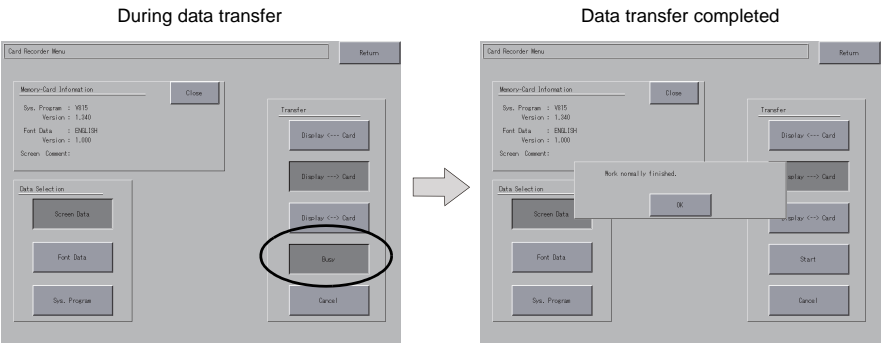 During data transfer
Data transfer completed
Card Recorder Menu
Return
Memory-Card Information
Close
Sys. Program : V815
Version : 1.340
Font Data : ENGLISH
Version : 1.000
Screen Comment:
Transfer
Display <--- Card
Display ---> Card
Display <--> Card
Busy
Cancel
Data Selection
Screen Data
Font Data
Sys. Program
Card Recorder Menu
Return
Memory-Card Information
Close
Sys. Program : V815
Version : 1.340
Font Data : ENGLISH
Version : 1.000
Screen Comment:
Transfer
Display <--- Card
splay ---> Card
splay <--> Card
Start
Cancel
Work normally finished.
OK
Data Selection
Screen Data
Font Data
Sys. Program